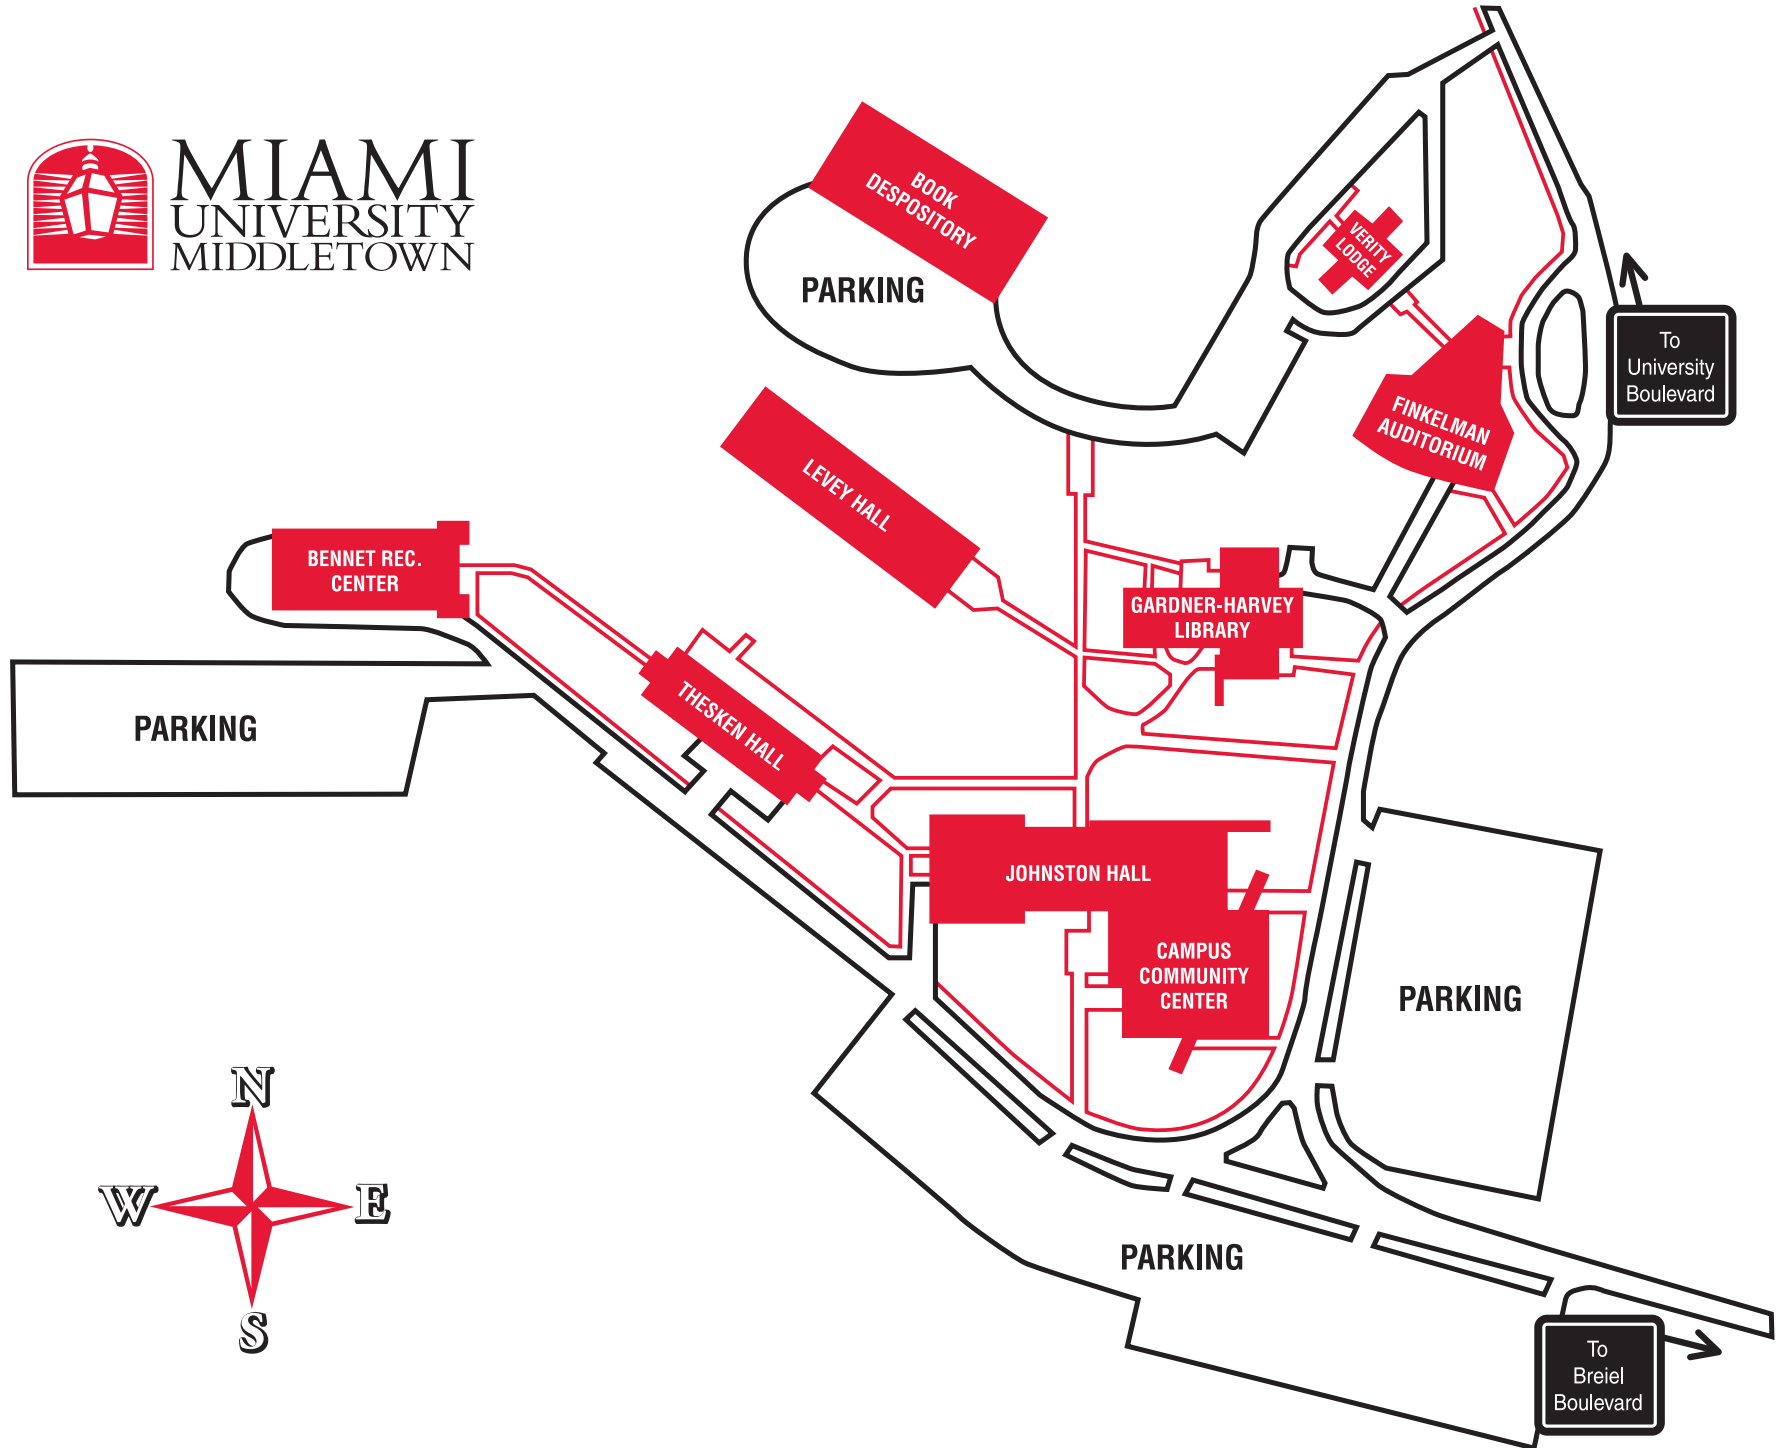 MIAMI
UNIVERSITY
MIDDLETOWN
BOOK
DESPOSITORY
PARKING
VERITY
LODGE
To
University
Boulevard
FINKELMAN
AUDITORIUM
LEVEY HALL
BENNET REC.
CENTER
GARDNER-HARVEY
LIBRARY
THESKEN HALL
PARKING
JOHNSTON HALL
CAMPUS
COMMUNITY
CENTER
PARKING
N
W
E
S
PARKING
To
Breiel
Boulevard